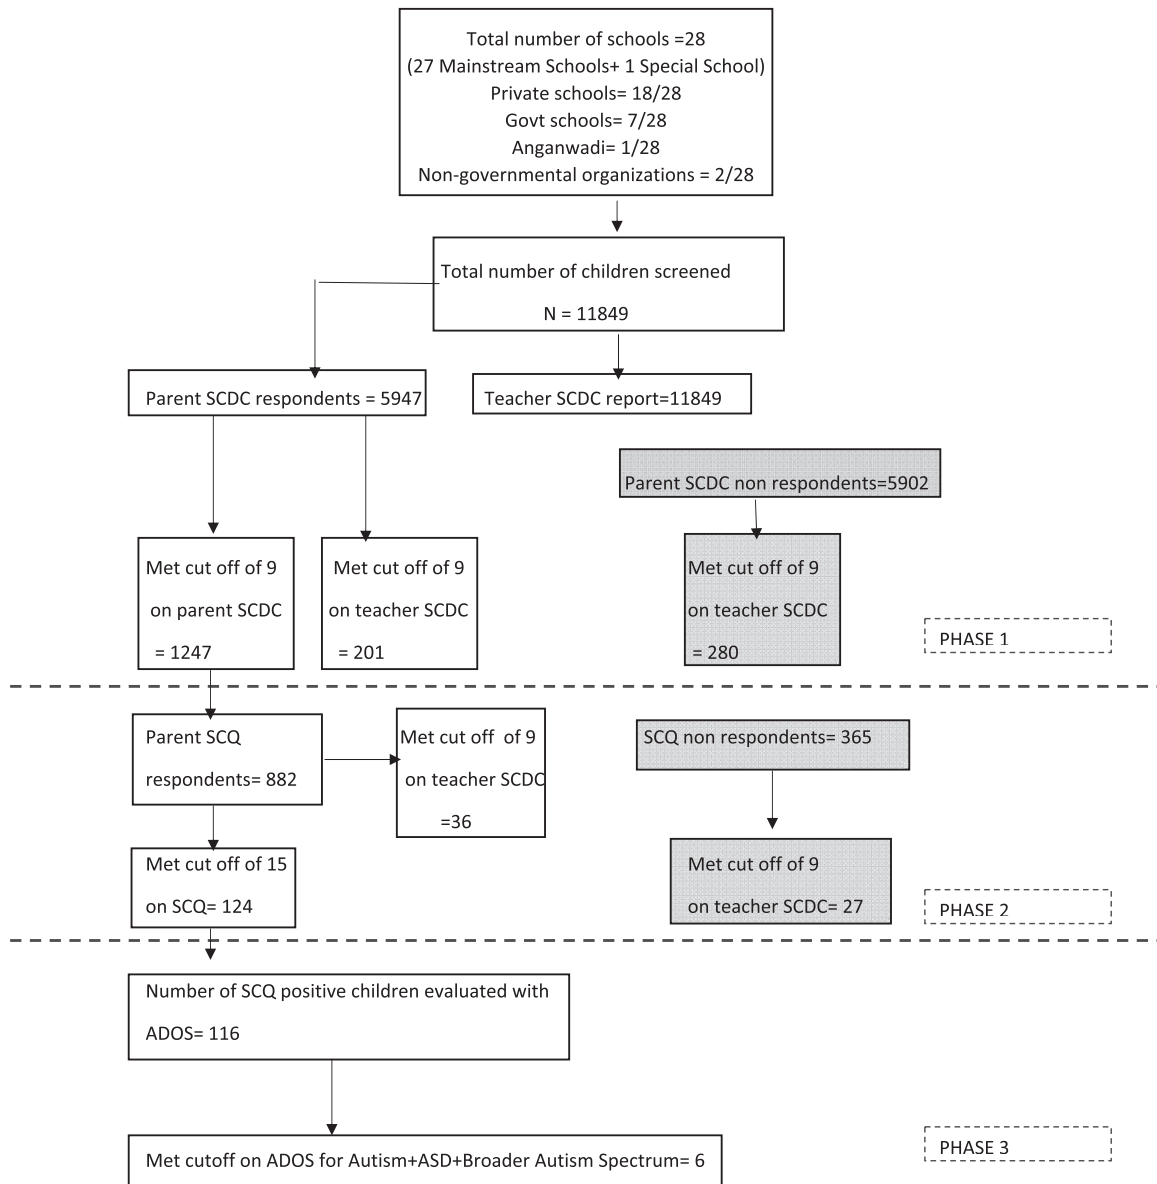 Total number of schools =28
(27 Mainstream Schools+ 1 Special School)
Private schools= 18/28
Govt schools= 7/28
Anganwadi= 1/28
Non-governmental organizations = 2/28
Total number of children screened
N = 11849
Parent SCDC respondents = 5947
Teacher SCDC report=11849
Parent SCDC non respondents=5902
Met cut off of 9
on parent SCDC
= 1247
Met cut off of 9
on teacher SCDC
= 201
Met cut off of 9
on teacher SCDC
= 280
PHASE 1
Parent SCQ
respondents= 882
Met cut off of 9
on teacher SCDC
=36
SCQ non respondents= 365
Met cut off of 15
on SCQ= 124
Met cut off of 9
on teacher SCDC= 27
PHASE 2
Number of SCQ positive children evaluated with
ADOS= 116
Met cutoff on ADOS for Autism+ASD+Broader Autism Spectrum= 6
PHASE 3